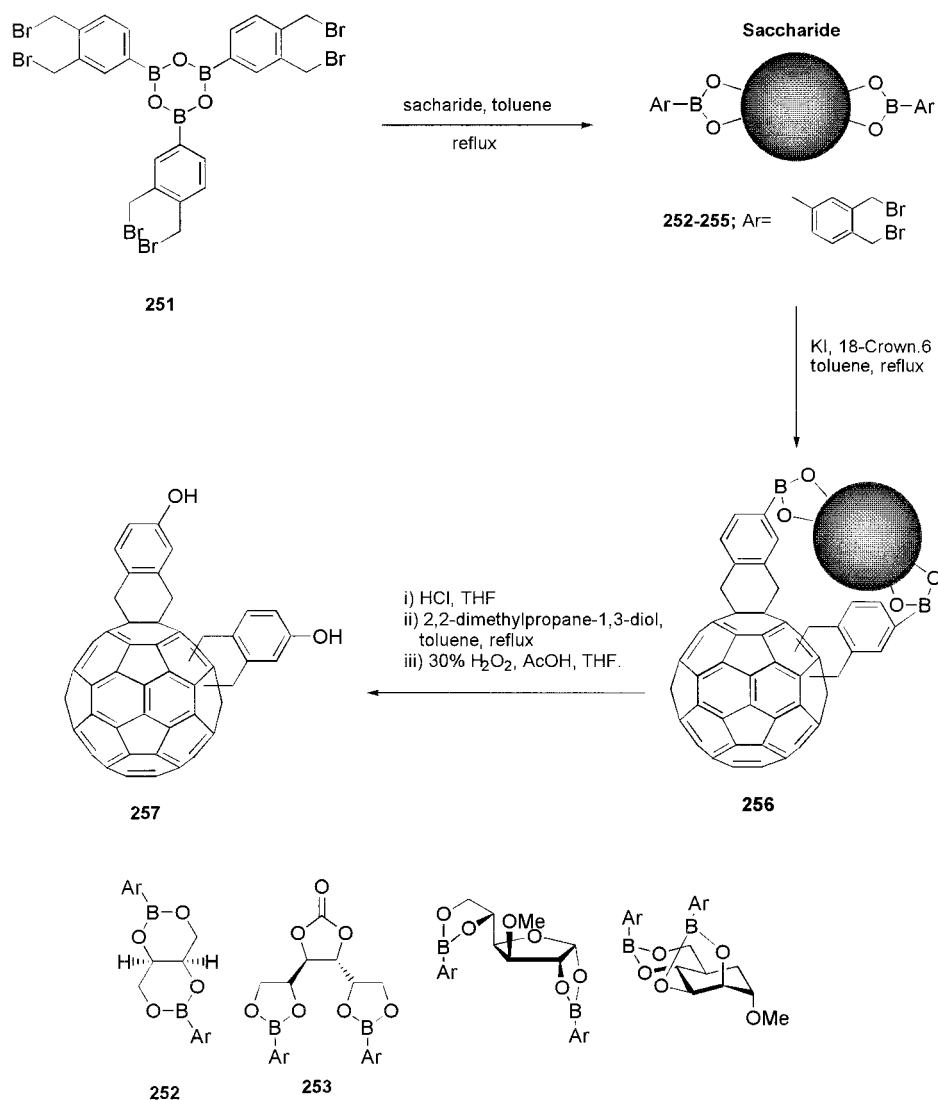 Br
Br
Br
Br
B
O
B
O
O
B
Br
Br
251
sacharide, toluene
reflux
Saccharide
Ar
B
O
O
O
O
B
Ar
252-255; Ar=
Br
Br
KI, 18-Crown.6
toluene, reflux
B
O
O
O
O
B
256
i) HCl, THF
ii) 2,2-dimethylpropane-1,3-diol,
toluene, reflux
iii) 30% H2O2, AcOH, THF.
OH
OH
257
Ar
B
O
O
H
H
O
O
B
Ar
252
O
O
O
O
O
O
O
B
B
Ar
Ar
253
O
O
B
Ar
OMe
O
O
O
B
Ar
Ar
Ar
B
B
O
O
O
O
OMe